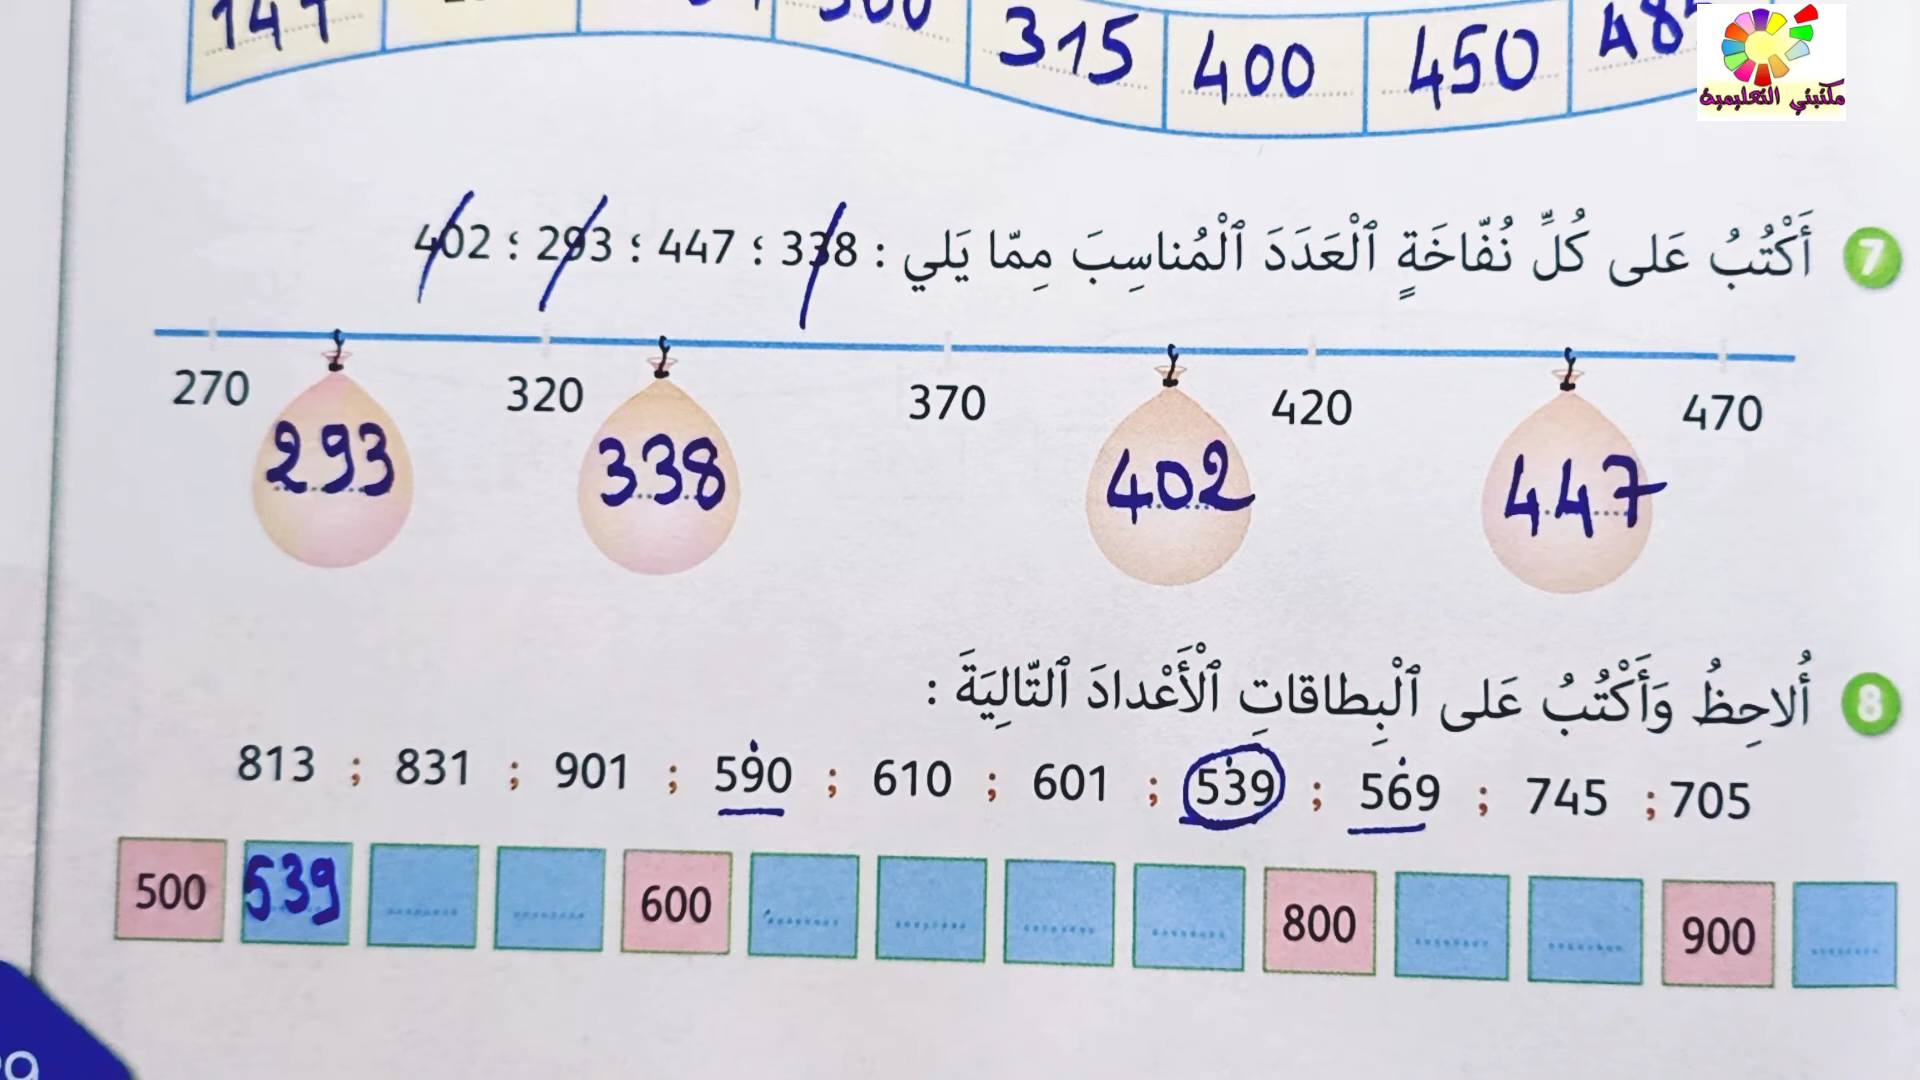 315 400 450
مكتبتي التعليمية
7 أَكْتُبُ عَلى كُلِّ نُفّاخَةٍ ٱلْعَدَدَ ٱلْمُناسِبَ مِمّا يَلي : 338 ؛ 447 ؛ 293 ؛ 402
270 320 370 420 470
293 338 402 447
8 أُلاحِظُ وَأَكْتُبُ عَلى ٱلْبِطاقاتِ ٱلْأَعْدادَ ٱلتّالِيَةَ :
813 ; 831 ; 901 ; 590 ; 610 ; 601 ; 539 ; 569 ; 745 ; 705
500 539 ........ ........ 600 ........ ........ ........ ........ 800 ........ ........ 900 ........